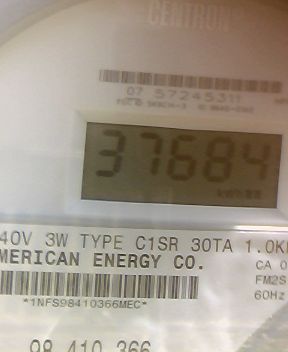 CENTRON
07 57245311
37684
kWh
40V 3W TYPE C1SR 30TA 1.0K
MERICAN ENERGY CO.
CA 0
FM2S
60Hz
*1NFS98410366MEC*
98 410 366